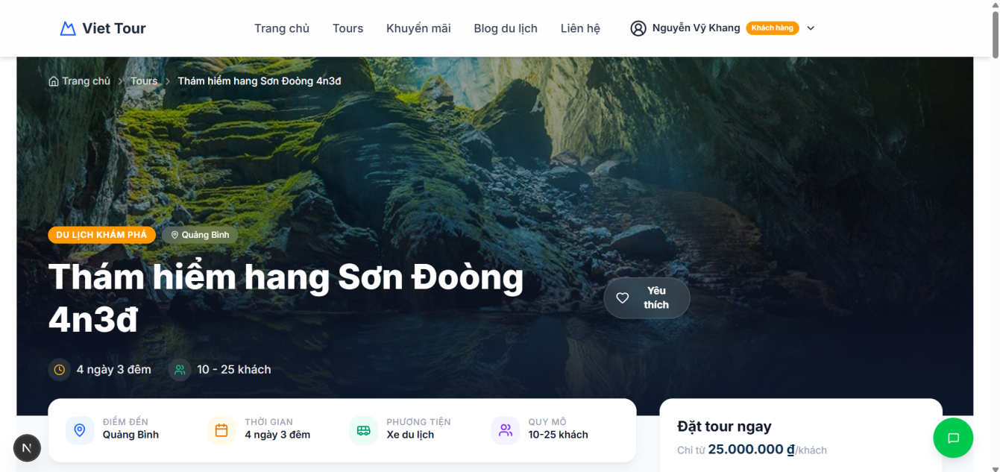 Viet Tour
Trang chủ
Tours
Khuyến mãi
Blog du lịch
Liên hệ
Nguyễn Vỹ Khang
Khách hàng
Trang chủ > Tours > Thám hiểm hang Sơn Đoòng 4n3đ
DU LỊCH KHÁM PHÁ
Quảng Bình
Thám hiểm hang Sơn Đoòng
4n3đ
Yêu
thích
4 ngày 3 đêm
10 - 25 khách
ĐIỂM ĐẾN
Quảng Bình
THỜI GIAN
4 ngày 3 đêm
PHƯƠNG TIỆN
Xe du lịch
QUY MÔ
10-25 khách
Đặt tour ngay
Chỉ từ 25.000.000 ₫/khách
N